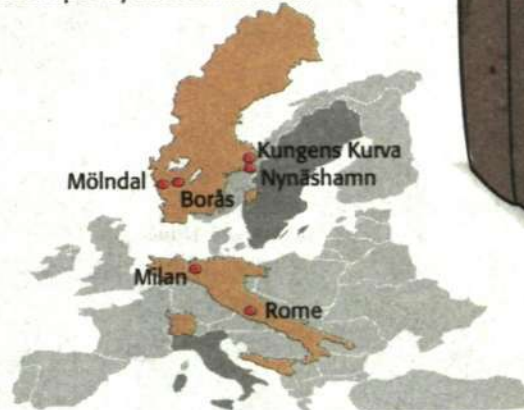 Kungens Kurva
Mölndal
Nynäshamn
Borås
Milan
Rome